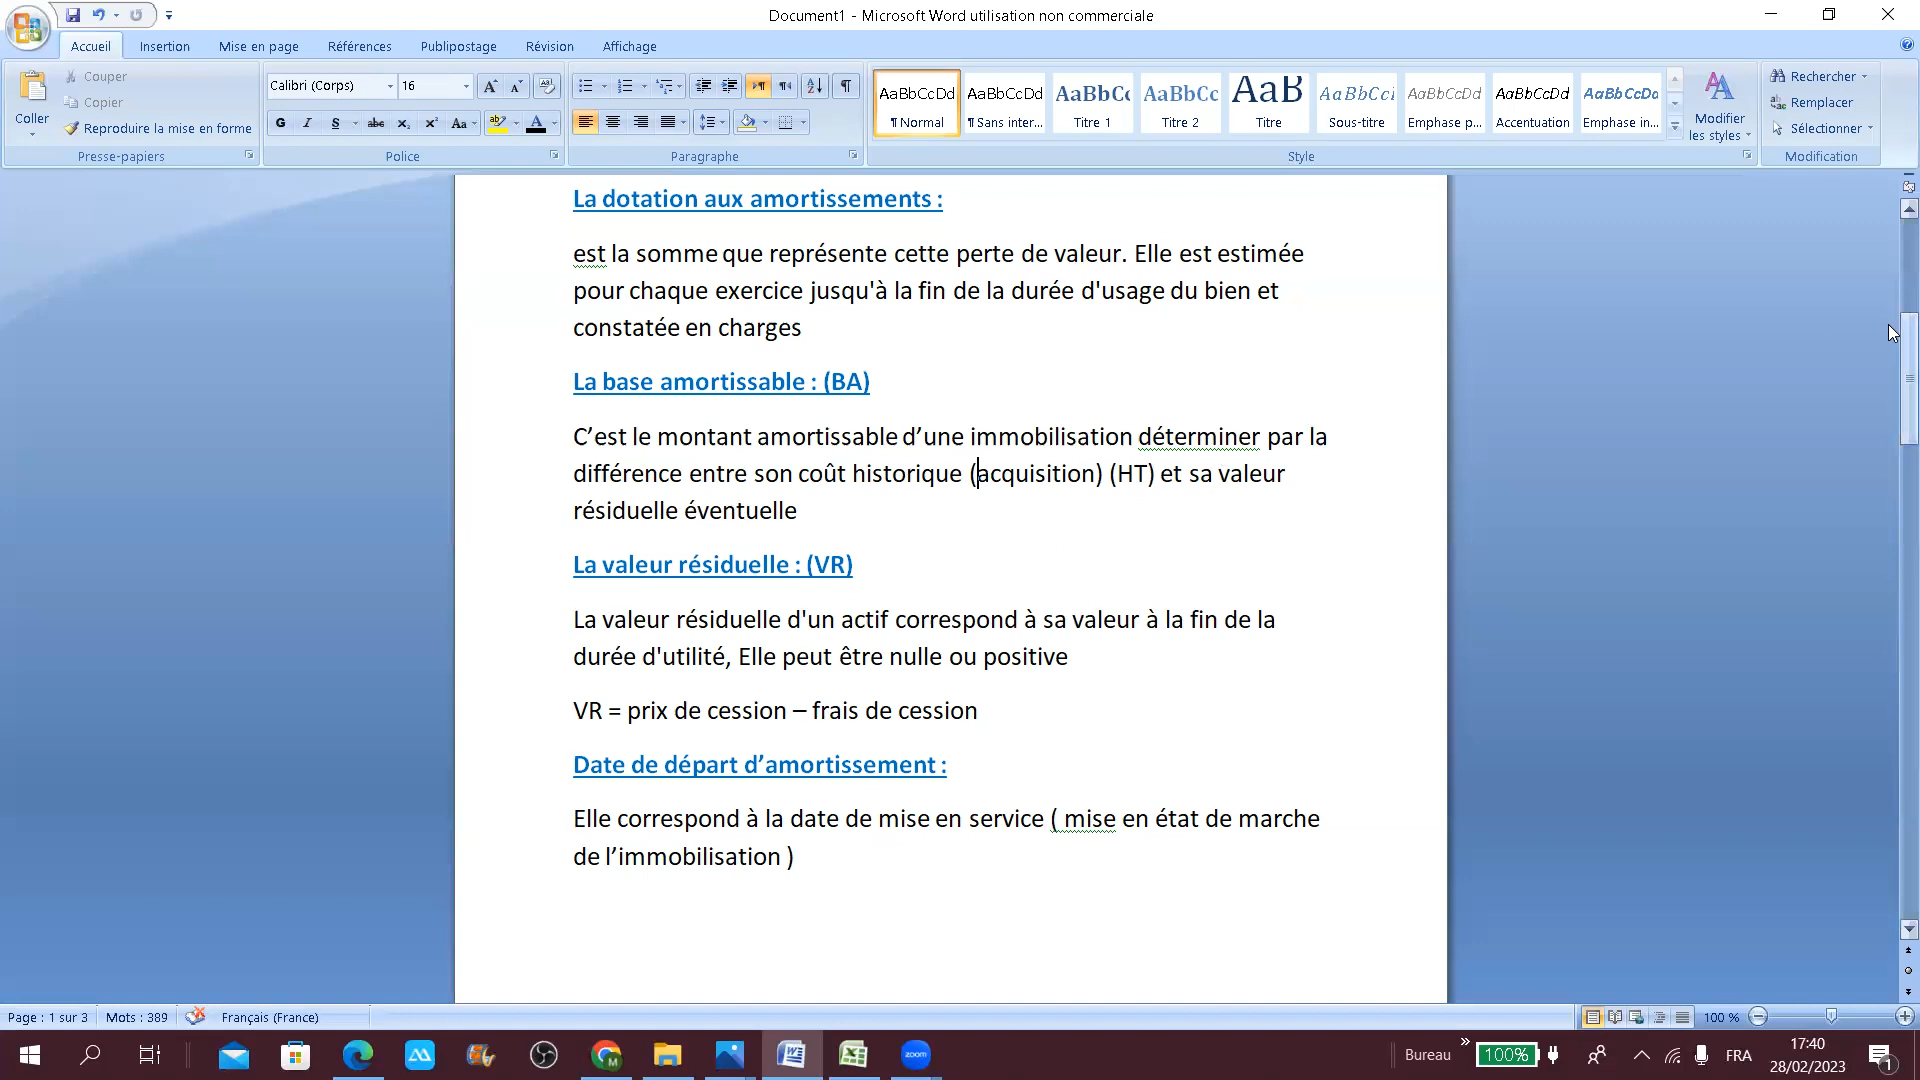 Document1 - Microsoft Word utilisation non commerciale
Accueil Insertion Mise en page Références Publipostage Révision Affichage
Coller
Couper
Copier
Reproduire la mise en forme
Presse-papiers
Calibri (Corps) 16
Police
Paragraphe
AaBbCcDd AaBbCcDd AaBbCc AaBbCc AaB AaBbCcI AaBbCcDd AaBbCcDd AaBbCcDd
¶ Normal ¶ Sans inter... Titre 1 Titre 2 Titre Sous-titre Emphase p... Accentuation Emphase in...
Modifier
les styles
Style
Rechercher
Remplacer
Sélectionner
Modification
La dotation aux amortissements :
est la somme que représente cette perte de valeur. Elle est estimée
pour chaque exercice jusqu'à la fin de la durée d'usage du bien et
constatée en charges
La base amortissable : (BA)
C’est le montant amortissable d’une immobilisation déterminer par la
différence entre son coût historique (acquisition) (HT) et sa valeur
résiduelle éventuelle
La valeur résiduelle : (VR)
La valeur résiduelle d'un actif correspond à sa valeur à la fin de la
durée d'utilité, Elle peut être nulle ou positive
VR = prix de cession – frais de cession
Date de départ d’amortissement :
Elle correspond à la date de mise en service ( mise en état de marche
de l’immobilisation )
Page : 1 sur 3 Mots : 389 Français (France) 100 %
zoom Bureau 100% FRA 17:40
28/02/2023
1